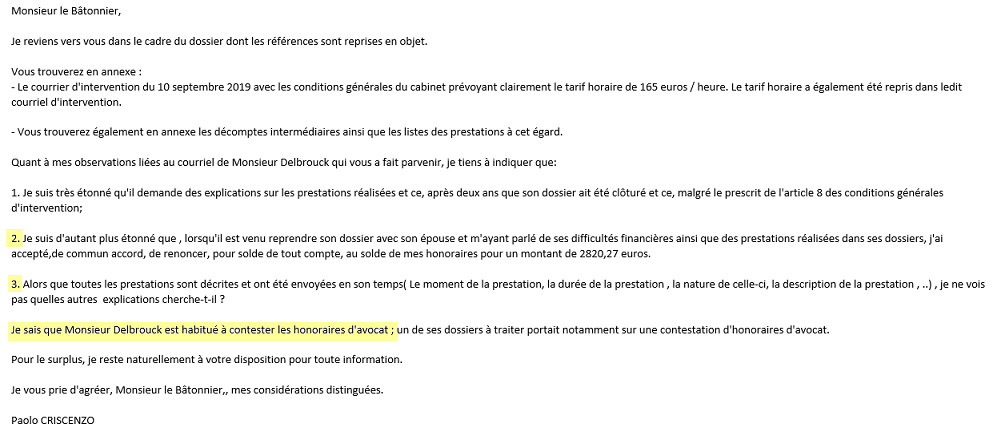 Monsieur le Bâtonnier,
Je reviens vers vous dans le cadre du dossier dont les références sont reprises en objet.
Vous trouverez en annexe :
- Le courrier d'intervention du 10 septembre 2019 avec les conditions générales du cabinet prévoyant clairement le tarif horaire de 165 euros / heure. Le tarif horaire a également été repris dans ledit
courriel d'intervention.
- Vous trouverez également en annexe les décomptes intermédiaires ainsi que les listes des prestations à cet égard.
Quant à mes observations liées au courriel de Monsieur Delbrouck qui vous a fait parvenir, je tiens à indiquer que:
1. Je suis très étonné qu'il demande des explications sur les prestations réalisées et ce, après deux ans que son dossier ait été clôturé et ce, malgré le prescrit de l'article 8 des conditions générales
d'intervention;
2. Je suis d'autant plus étonné que , lorsqu'il est venu reprendre son dossier avec son épouse et m'ayant parlé de ses difficultés financières ainsi que des prestations réalisées dans ses dossiers, j'ai
accepté,de commun accord, de renoncer, pour solde de tout compte, au solde de mes honoraires pour un montant de 2820,27 euros.
3. Alors que toutes les prestations sont décrites et ont été envoyées en son temps( Le moment de la prestation, la durée de la prestation , la nature de celle-ci, la description de la prestation , ..) , je ne vois
pas quelles autres explications cherche-t-il ?
Je sais que Monsieur Delbrouck est habitué à contester les honoraires d'avocat ; un de ses dossiers à traiter portait notamment sur une contestation d'honoraires d'avocat.
Pour le surplus, je reste naturellement à votre disposition pour toute information.
Je vous prie d'agréer, Monsieur le Bâtonnier,, mes considérations distinguées.
Paolo CRISCENZO